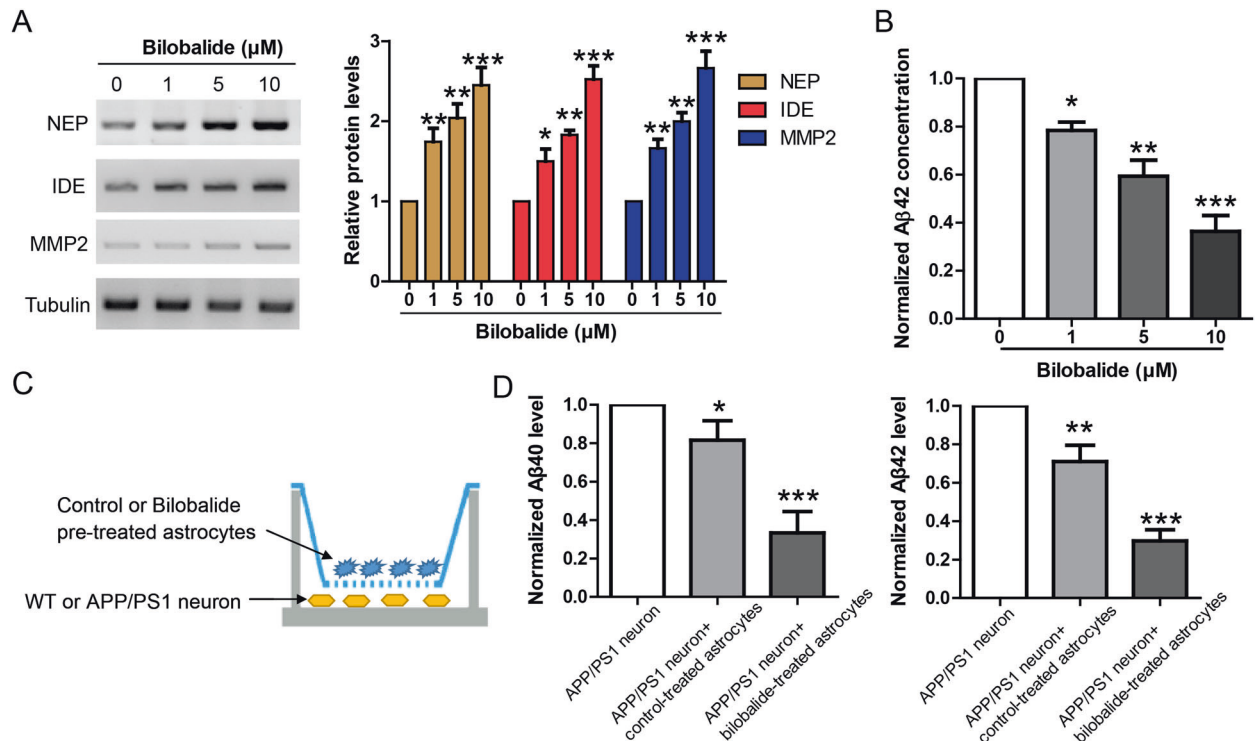 A
Bilobalide (μM)
0 1 5 10
NEP
IDE
MMP2
Tubulin
Relative protein levels
3
2
1
0
*** ** ** *** ** * *** ** **
NEP
IDE
MMP2
0 1 5 10 0 1 5 10 0 1 5 10
Bilobalide (μM)
B
Normalized Aβ42 concentration
1.0
0.8
0.6
0.4
0.2
0.0
* ** ***
0 1 5 10
Bilobalide (μM)
C
Control or Bilobalide
pre-treated astrocytes
WT or APP/PS1 neuron
D
Normalized Aβ40 level
1.0
0.8
0.6
0.4
0.2
0.0
* ***
APP/PS1 neuron
APP/PS1 neuron+
control-treated astrocytes
APP/PS1 neuron+
bilobalide-treated astrocytes
Normalized Aβ42 level
1.0
0.8
0.6
0.4
0.2
0.0
** ***
APP/PS1 neuron
APP/PS1 neuron+
control-treated astrocytes
APP/PS1 neuron+
bilobalide-treated astrocytes